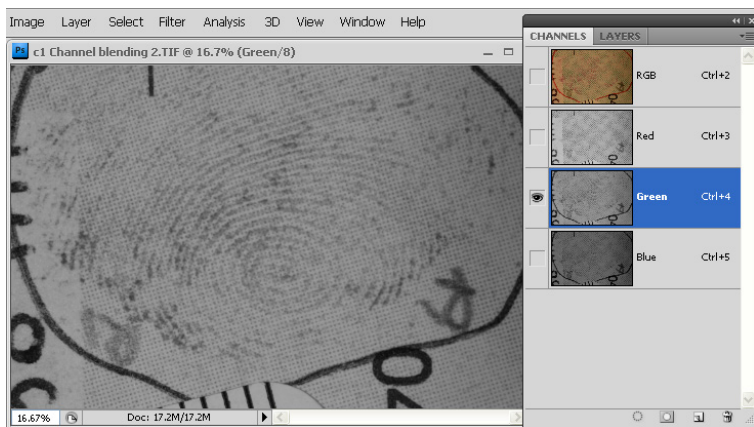 Image Layer Select Filter Analysis 3D View Window Help
Ps c1 Channel blending 2.TIF @ 16.7% (Green/8)
CHANNELS LAYERS
RGB Ctrl+2
Red Ctrl+3
Green Ctrl+4
Blue Ctrl+5
16.67% Doc: 17.2M/17.2M